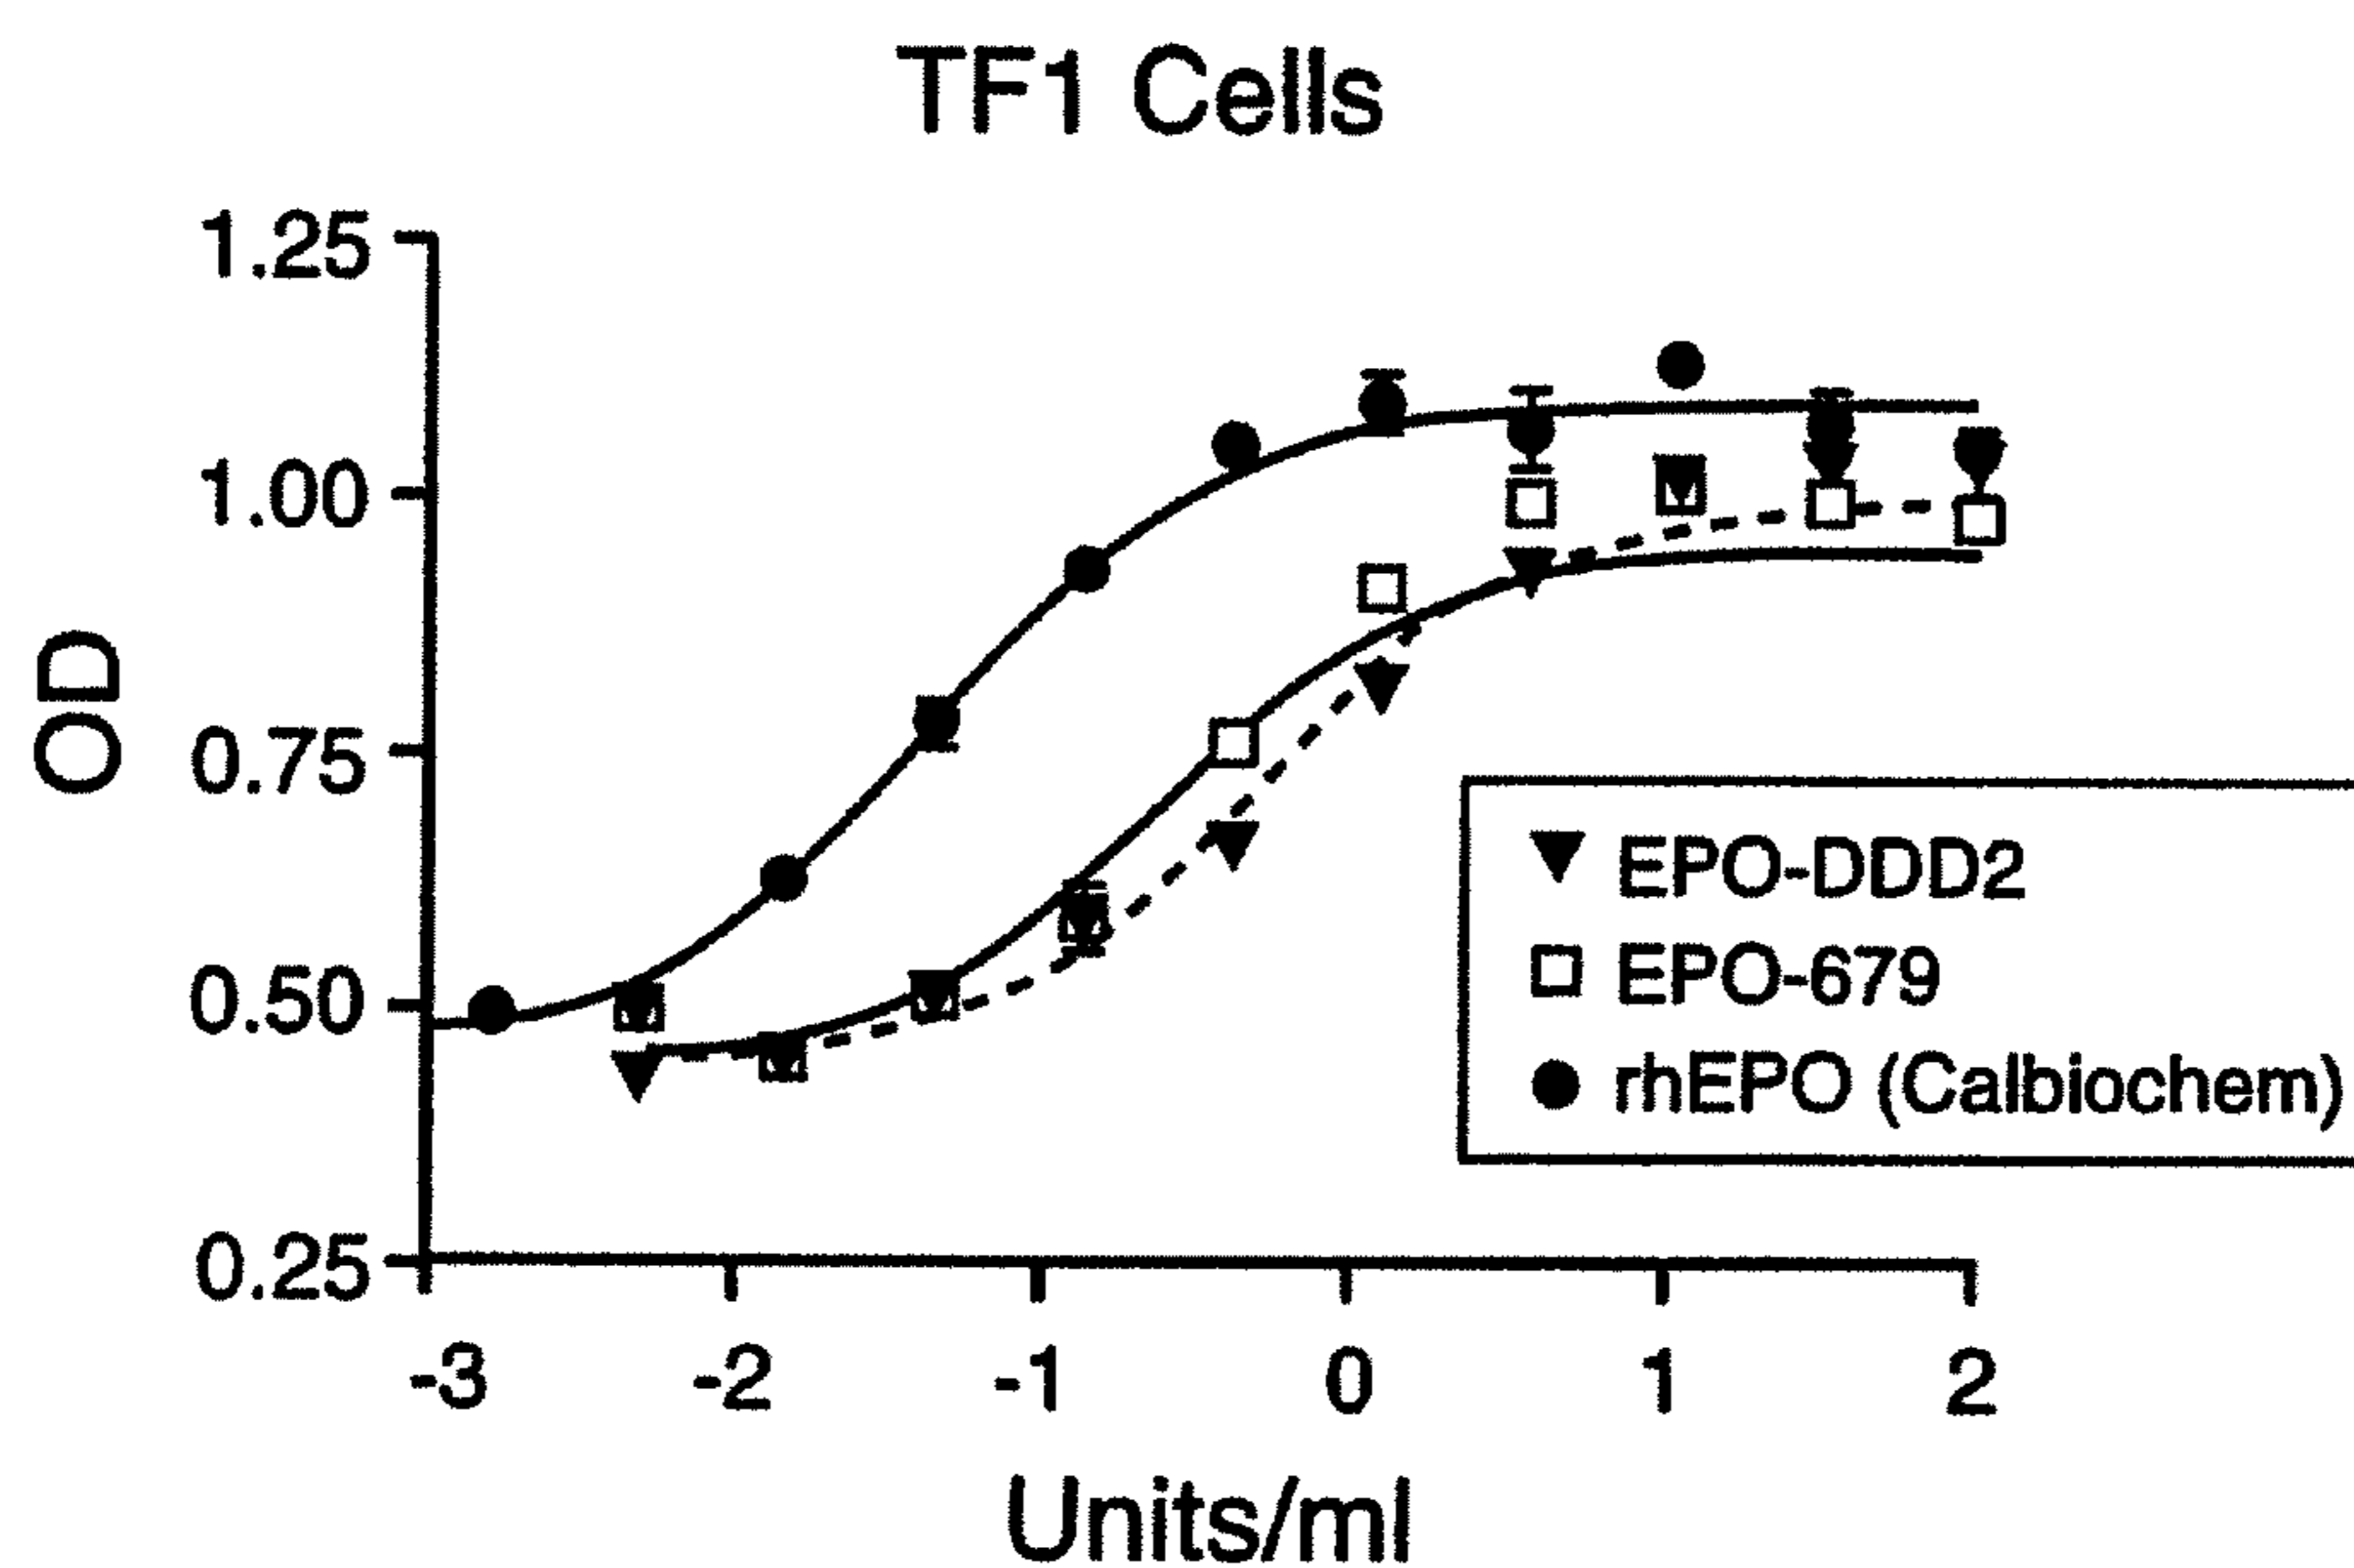 TF1 Cells
1.25
1.00
0.75
0.50
0.25
OD
EPO-DDD2
EPO-679
rhEPO (Calbiochem)
-3 -2 -1 0 1 2
Units/ml